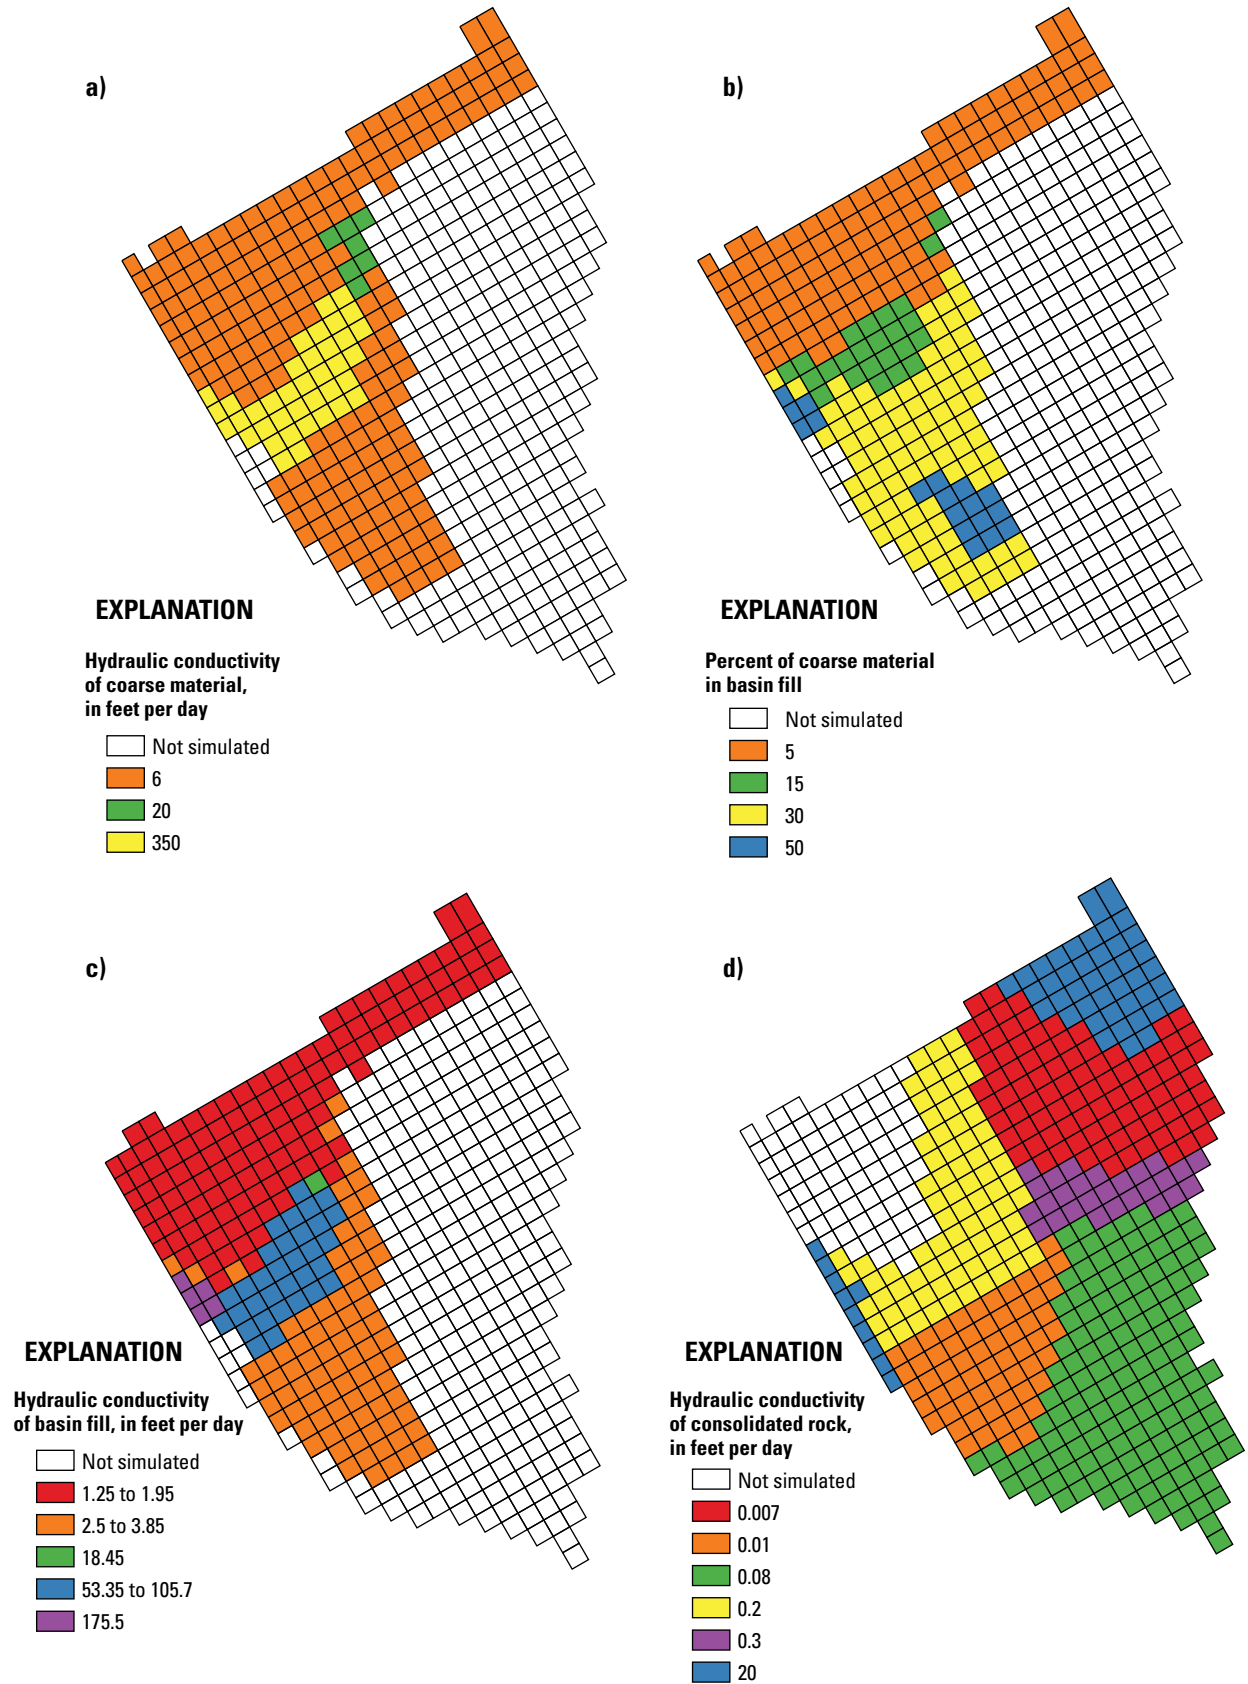 a)
b)
EXPLANATION
Hydraulic conductivity
of coarse material,
in feet per day
Not simulated
6
20
350
EXPLANATION
Percent of coarse material
in basin fill
Not simulated
5
15
30
50
c)
d)
EXPLANATION
Hydraulic conductivity
of basin fill, in feet per day
Not simulated
1.25 to 1.95
2.5 to 3.85
18.45
53.35 to 105.7
175.5
EXPLANATION
Hydraulic conductivity
of consolidated rock,
in feet per day
Not simulated
0.007
0.01
0.08
0.2
0.3
20